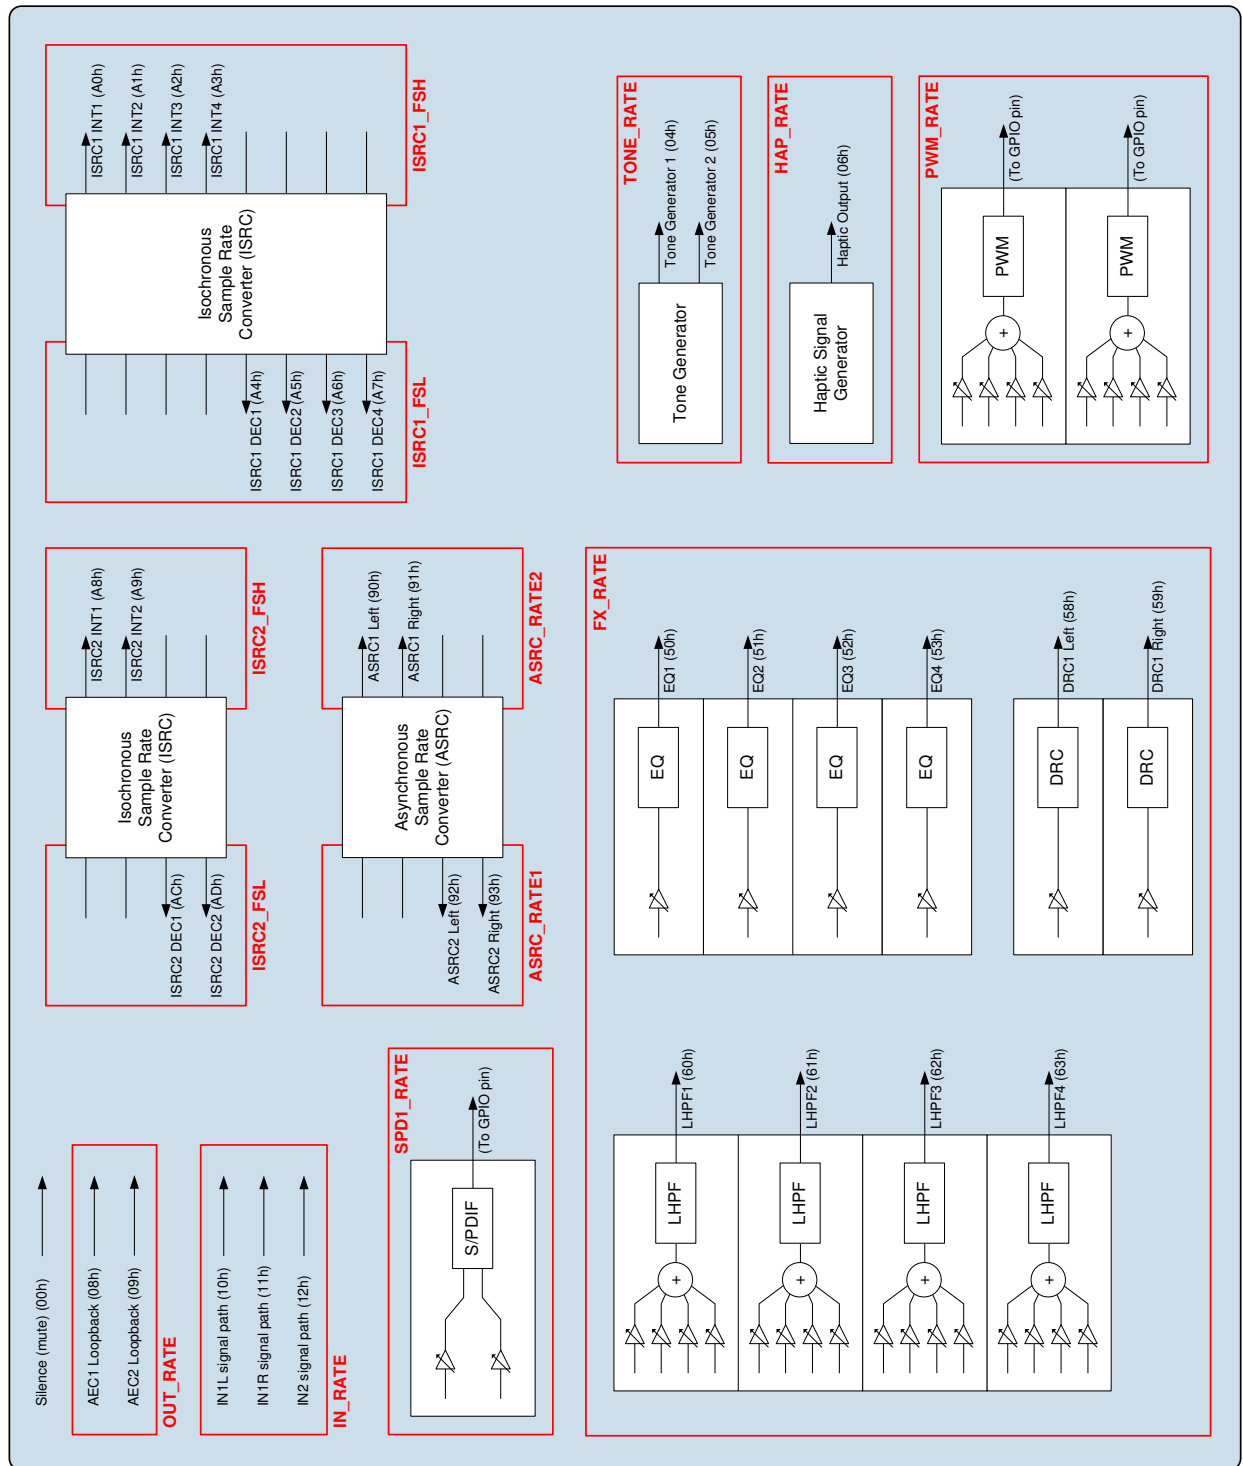 Silence (mute) (00h)
AEC1 Loopback (08h)
AEC2 Loopback (09h)
OUT_RATE
IN1L signal path (10h)
IN1R signal path (11h)
IN2 signal path (12h)
IN_RATE
SPD1_RATE
S/PDIF
(To GPIO pin)
ISRC2 DEC1 (ACh)
ISRC2 DEC2 (ADh)
ISRC2_FSL
Isochronous
Sample Rate
Converter (ISRC)
ISRC2 INT1 (A8h)
ISRC2 INT2 (A9h)
ISRC2_FSH
ASRC2 Left (92h)
ASRC2 Right (93h)
ASRC_RATE1
Asynchronous
Sample Rate
Converter (ASRC)
ASRC1 Left (90h)
ASRC1 Right (91h)
ASRC_RATE2
ISRC1 DEC1 (A4h)
ISRC1 DEC2 (A5h)
ISRC1 DEC3 (A6h)
ISRC1 DEC4 (A7h)
ISRC1_FSL
Isochronous
Sample Rate
Converter (ISRC)
ISRC1 INT1 (A0h)
ISRC1 INT2 (A1h)
ISRC1 INT3 (A2h)
ISRC1 INT4 (A3h)
ISRC1_FSH
FX_RATE
+
LHPF
LHPF1 (60h)
+
LHPF
LHPF2 (61h)
+
LHPF
LHPF3 (62h)
+
LHPF
LHPF4 (63h)
EQ
EQ1 (50h)
EQ
EQ2 (51h)
EQ
EQ3 (52h)
EQ
EQ4 (53h)
DRC
DRC1 Left (58h)
DRC
DRC1 Right (59h)
TONE_RATE
Tone Generator
Tone Generator 1 (04h)
Tone Generator 2 (05h)
HAP_RATE
Haptic Signal
Generator
Haptic Output (06h)
PWM_RATE
+
PWM
(To GPIO pin)
+
PWM
(To GPIO pin)